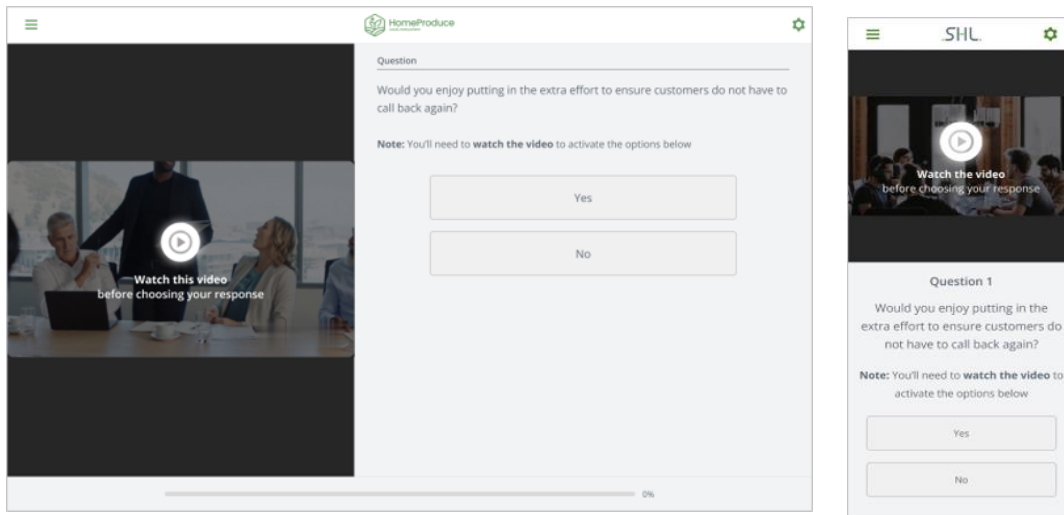 HomeProduce
Question
Would you enjoy putting in the extra effort to ensure customers do not have to
call back again?
Note: You'll need to watch the video to activate the options below
Yes
No
Watch this video
before choosing your response
0%
SHL
Watch the video
before choosing your response
Question 1
Would you enjoy putting in the
extra effort to ensure customers do
not have to call back again?
Note: You'll need to watch the video to
activate the options below
Yes
No